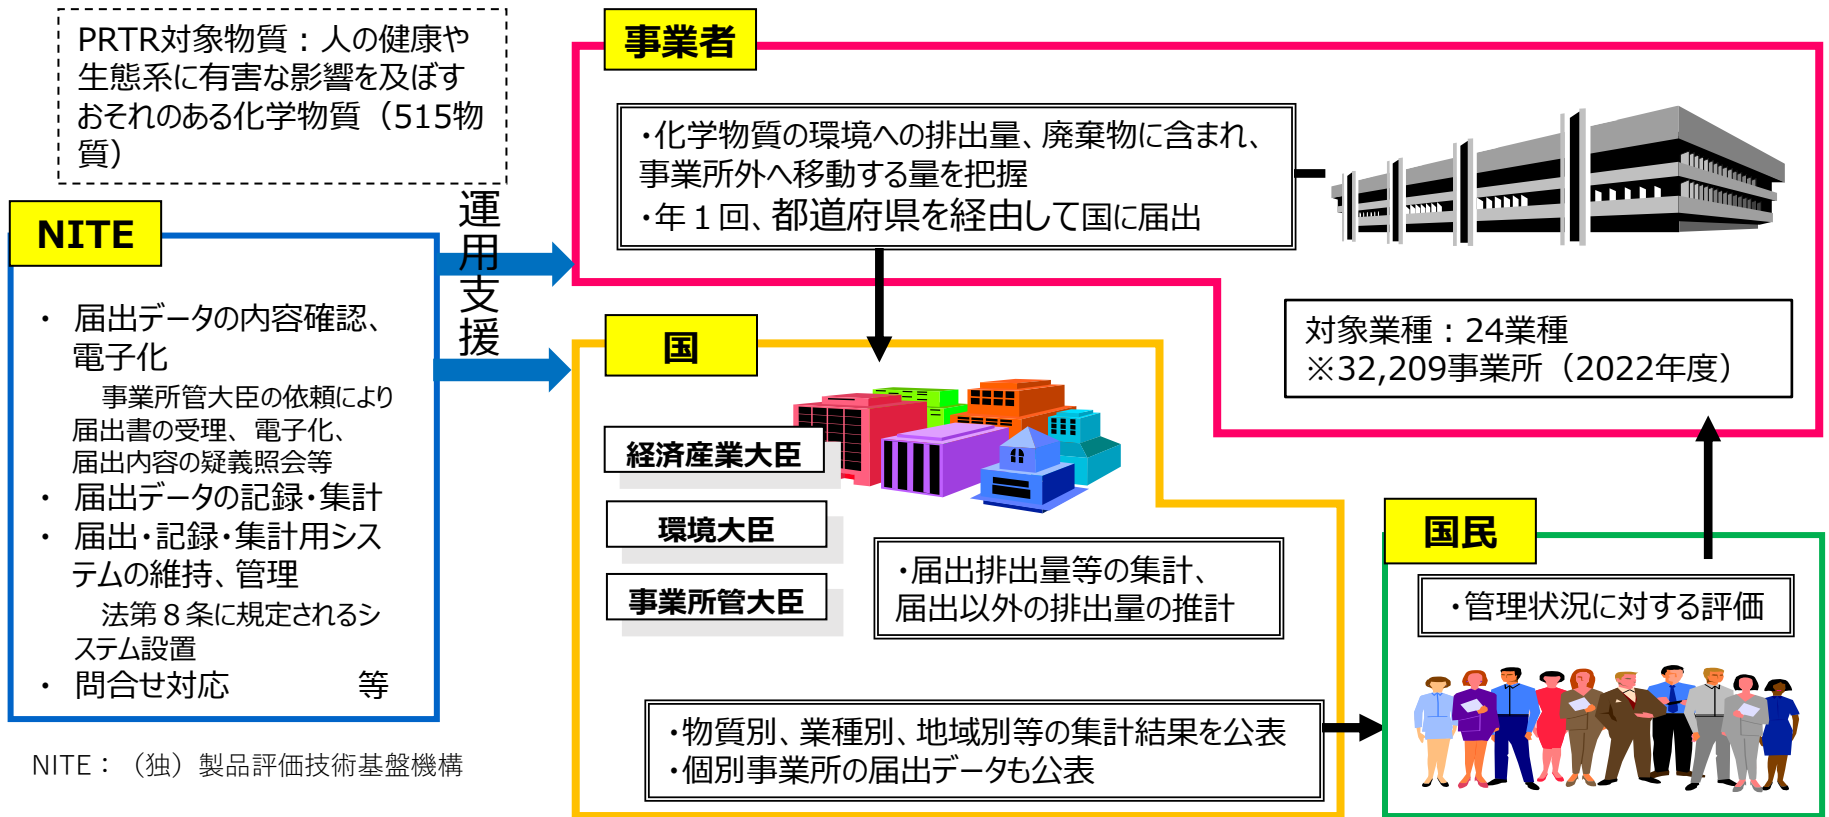 PRTR対象物質：人の健康や
生態系に有害な影響を及ぼす
おそれのある化学物質（515物
質）
NITE
・ 届出データの内容確認、
電子化
事業所管大臣の依頼により
届出書の受理、電子化、
届出内容の疑義照会等
・ 届出データの記録・集計
・ 届出・記録・集計用シス
テムの維持、管理
法第８条に規定されるシ
ステム設置
・ 問合せ対応 等
NITE：（独）製品評価技術基盤機構
運用支援
事業者
・化学物質の環境への排出量、廃棄物に含まれ、
事業所外へ移動する量を把握
・年１回、都道府県を経由して国に届出
対象業種：24業種
※32,209事業所（2022年度）
国
経済産業大臣
環境大臣
事業所管大臣
・届出排出量等の集計、
届出以外の排出量の推計
・物質別、業種別、地域別等の集計結果を公表
・個別事業所の届出データも公表
国民
・管理状況に対する評価